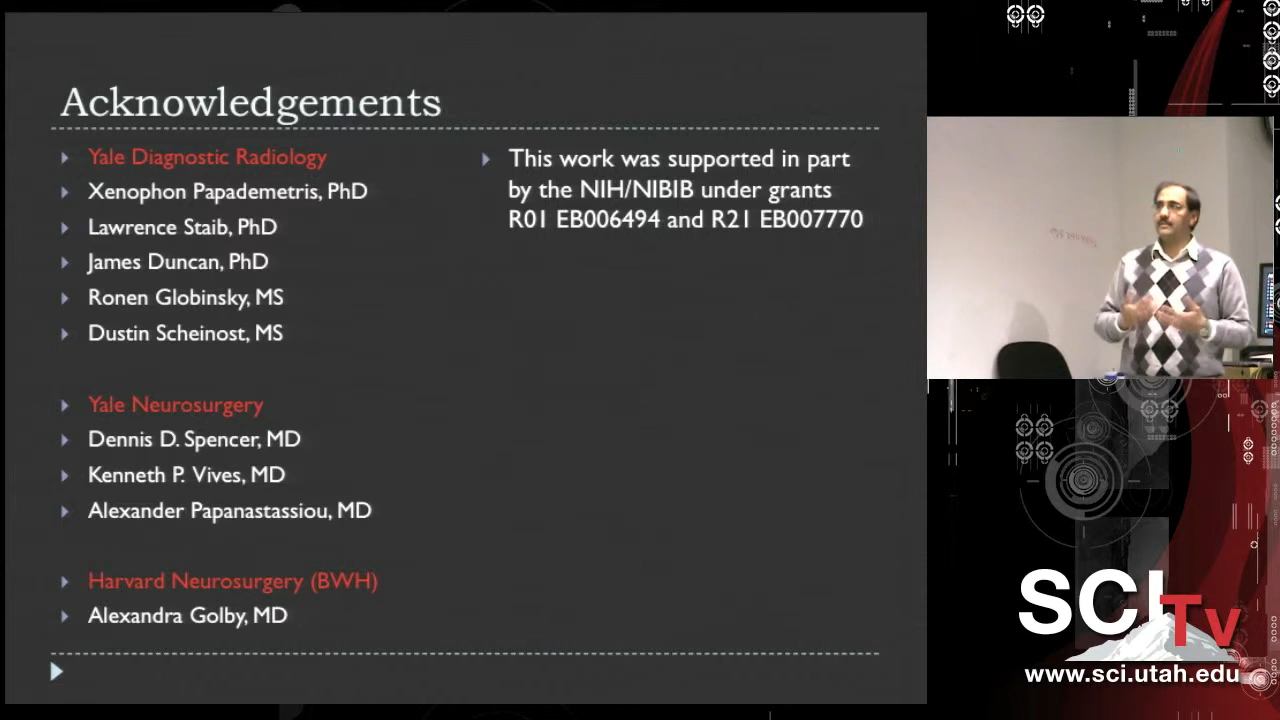 Acknowledgements
Yale Diagnostic Radiology
Xenophon Papademetris, PhD
Lawrence Staib, PhD
James Duncan, PhD
Ronen Globinsky, MS
Dustin Scheinost, MS
Yale Neurosurgery
Dennis D. Spencer, MD
Kenneth P. Vives, MD
Alexander Papanastassiou, MD
Harvard Neurosurgery (BWH)
Alexandra Golby, MD
This work was supported in part
by the NIH/NIBIB under grants
R01 EB006494 and R21 EB007770
SCI
Tv
www.sci.utah.edu